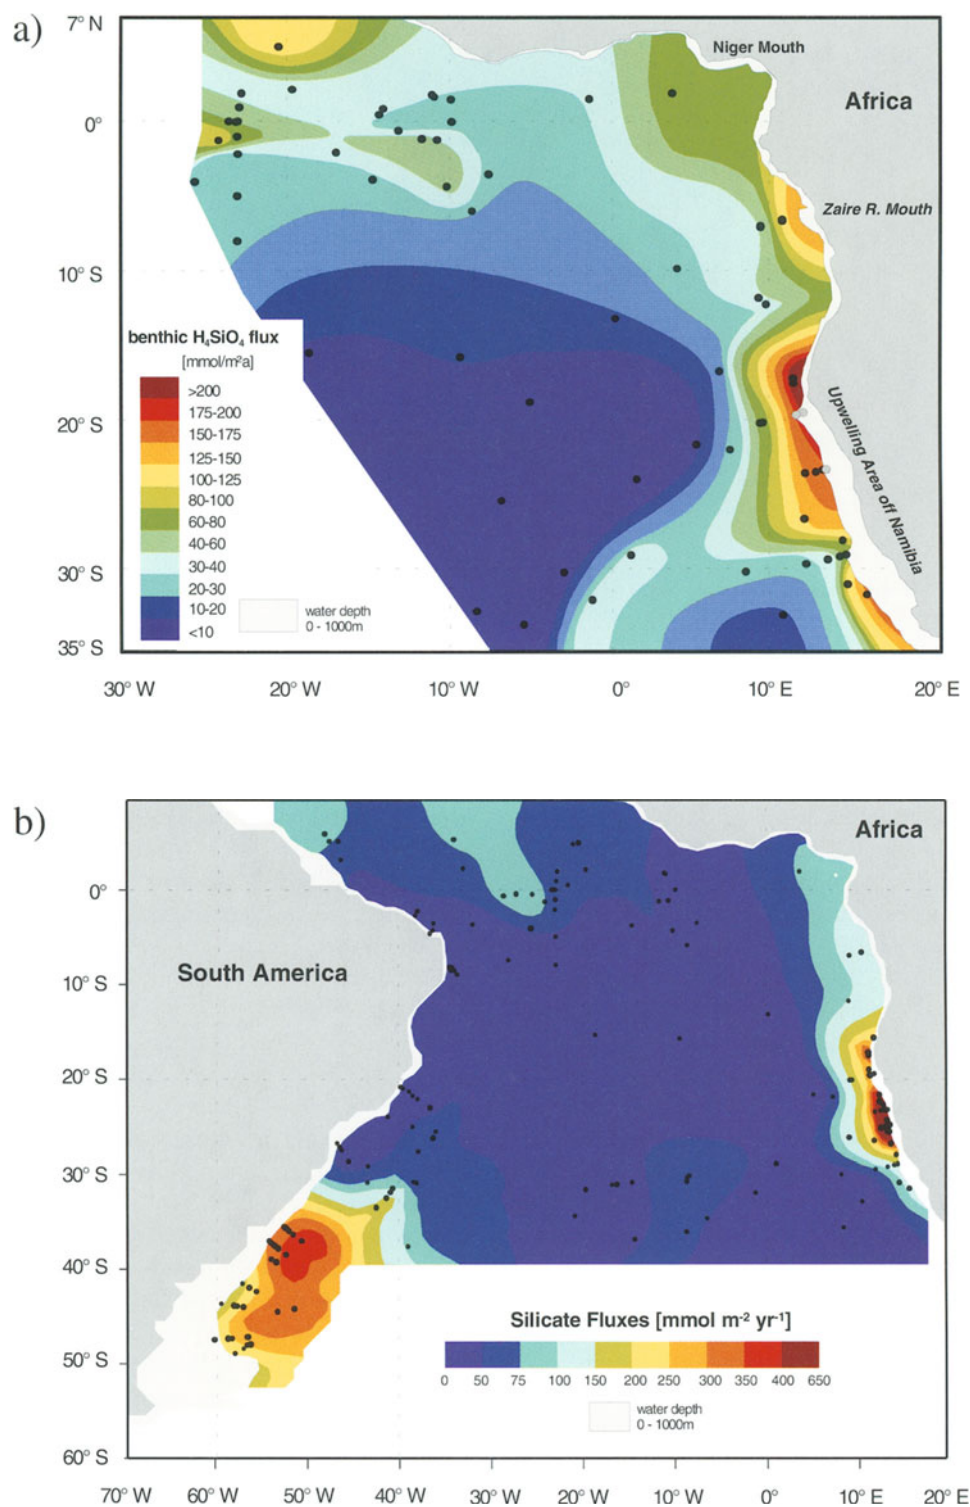 a)
7° N
0°
10° S
20° S
30° S
35° S
30° W
20° W
10° W
0°
10° E
20° E
Niger Mouth
Africa
Zaire R. Mouth
Upwelling Area off Namibia
benthic H₄SiO₄ flux
[mmol/m²a]
>200
175-200
150-175
125-150
100-125
80-100
60-80
40-60
30-40
20-30
10-20
<10
water depth
0 - 1000m
b)
Africa
South America
0°
10° S
20° S
30° S
40° S
50° S
60° S
Silicate Fluxes [mmol m⁻² yr⁻¹]
0 50 75 100 150 200 250 300 350 400 650
water depth
0 - 1000m
70° W 60° W 50° W 40° W 30° W 20° W 10° W 0° 10° E 20° E